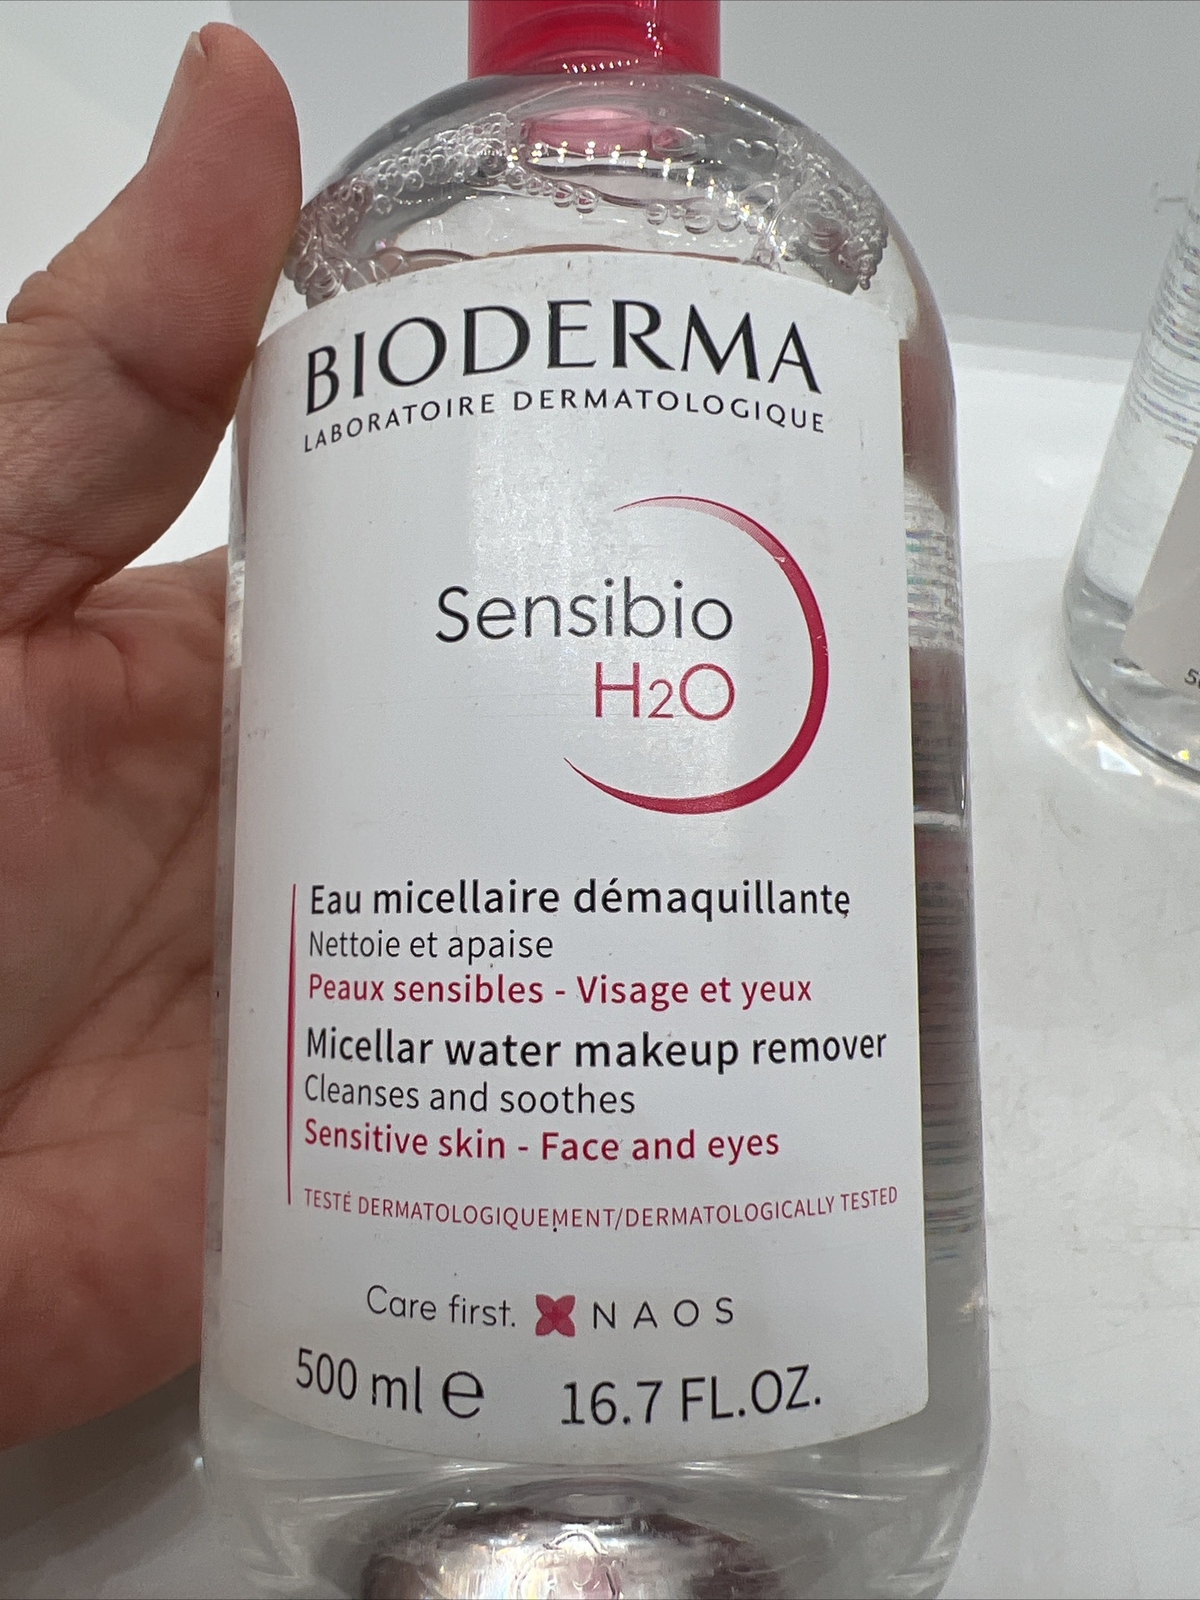 BIODERMA
LABORATOIRE DERMATOLOGIQUE
Sensibio
H2O
Eau micellaire démaquillante
Nettoie et apaise
Peaux sensibles - Visage et yeux
Micellar water makeup remover
Cleanses and soothes
Sensitive skin - Face and eyes
TESTÉ DERMATOLOGIQUEMENT/DERMATOLOGICALLY TESTED
Care first. NAOS
500 ml e 16.7 FL.OZ.